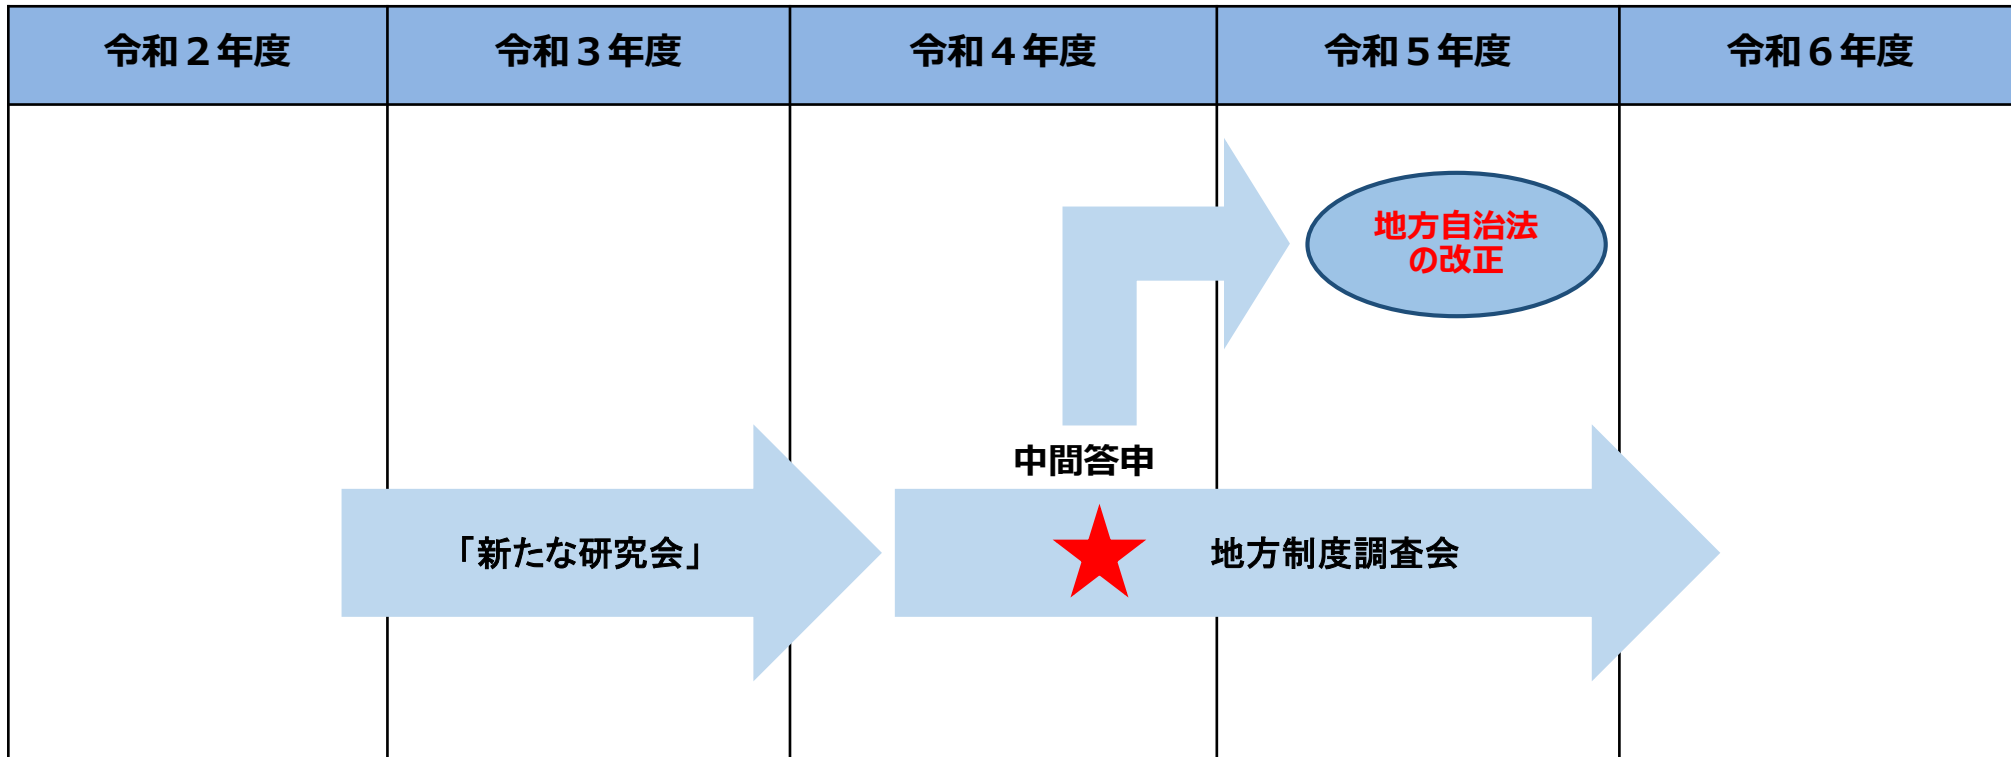 令和２年度
令和３年度
令和４年度
令和５年度
令和６年度
地方自治法
の改正
中間答申
「新たな研究会」
地方制度調査会